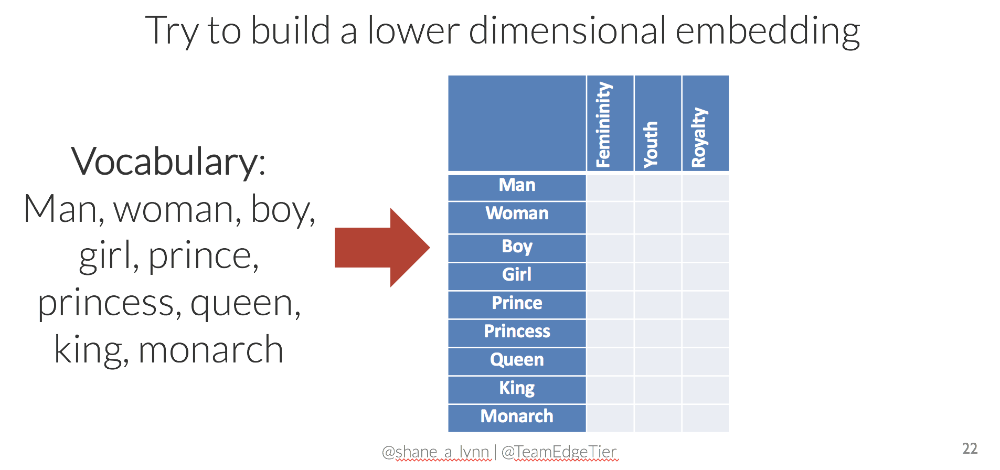 Try to build a lower dimensional embedding
Vocabulary:
Man, woman, boy,
girl, prince,
princess, queen,
king, monarch
Femininity
Youth
Royalty
Man
Woman
Boy
Girl
Prince
Princess
Queen
King
Monarch
@shane_a_lynn | @TeamEdgeTier
22